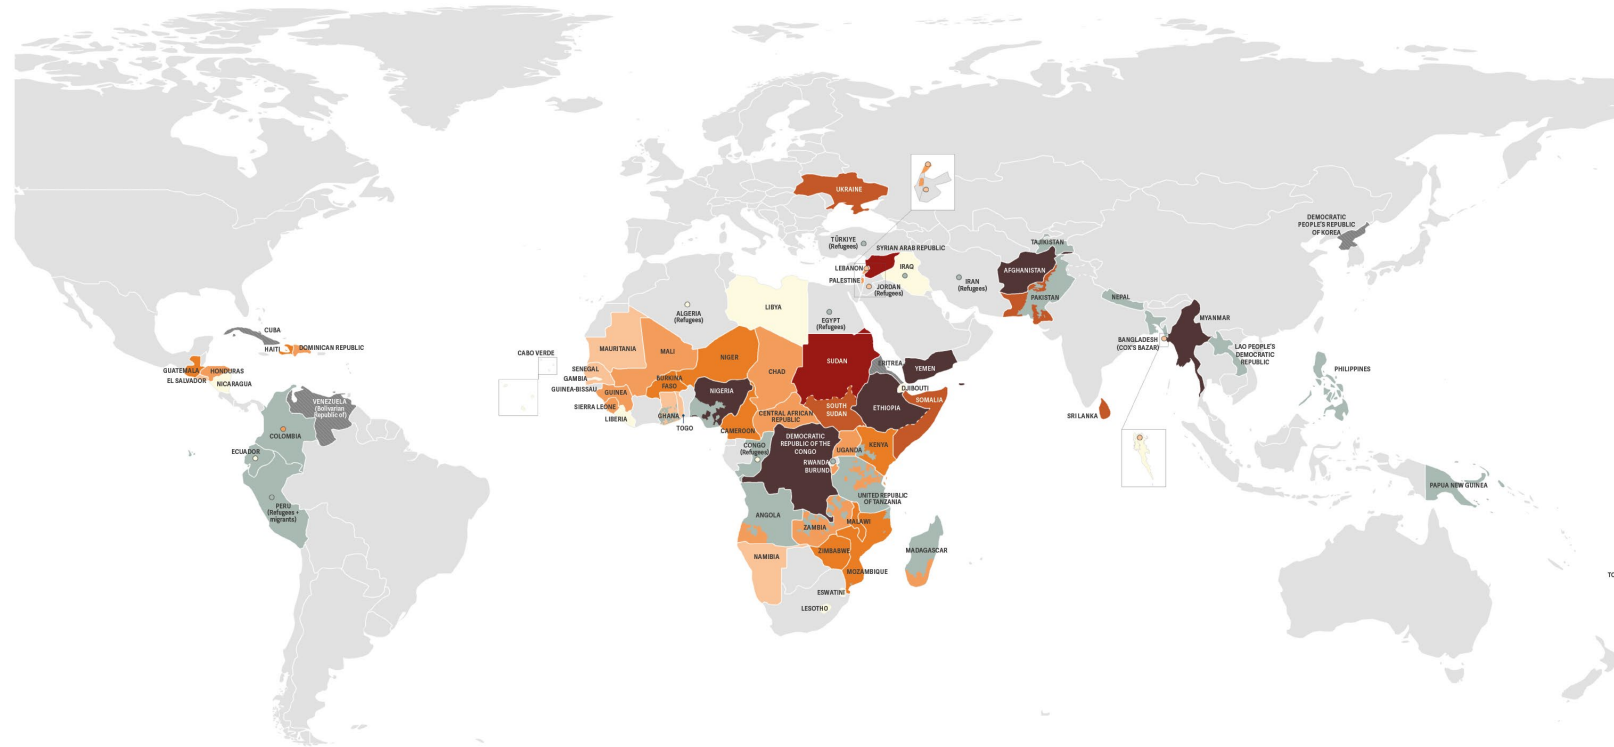 UKRAINE
DEMOCRATIC
PEOPLE'S REPUBLIC
OF KOREA
TÜRKIYE
(Refugees)
SYRIAN ARAB REPUBLIC
TAJIKISTAN
LEBANON
IRAQ
AFGHANISTAN
PALESTINE
JORDAN
(Refugees)
IRAN
(Refugees)
PAKISTAN
NEPAL
LIBYA
ALGERIA
(Refugees)
EGYPT
(Refugees)
MYANMAR
CUBA
HAITI
DOMINICAN REPUBLIC
BANGLADESH
(COX'S BAZAR)
LAO PEOPLE'S
DEMOCRATIC
REPUBLIC
CABO VERDE
MAURITANIA
MALI
NIGER
CHAD
SUDAN
ERITREA
YEMEN
PHILIPPINES
GUATEMALA
HONDURAS
EL SALVADOR
NICARAGUA
SENEGAL
GAMBIA
GUINEA-BISSAU
GUINEA
BURKINA
FASO
NIGERIA
DJIBOUTI
SOMALIA
ETHIOPIA
SOUTH
SUDAN
SRI LANKA
VENEZUELA
(Bolivarian
Republic of)
SIERRA LEONE
LIBERIA
GHANA
TOGO
CENTRAL AFRICAN
REPUBLIC
CAMEROON
COLOMBIA
ECUADOR
CONGO
(Refugees)
DEMOCRATIC
REPUBLIC OF THE
CONGO
UGANDA
KENYA
RWANDA
BURUNDI
PAPUA NEW GUINEA
PERU
(Refugees +
migrants)
UNITED REPUBLIC
OF TANZANIA
ANGOLA
ZAMBIA
MALAWI
NAMIBIA
ZIMBABWE
MOZAMBIQUE
MADAGASCAR
ESWATINI
LESOTHO
TO